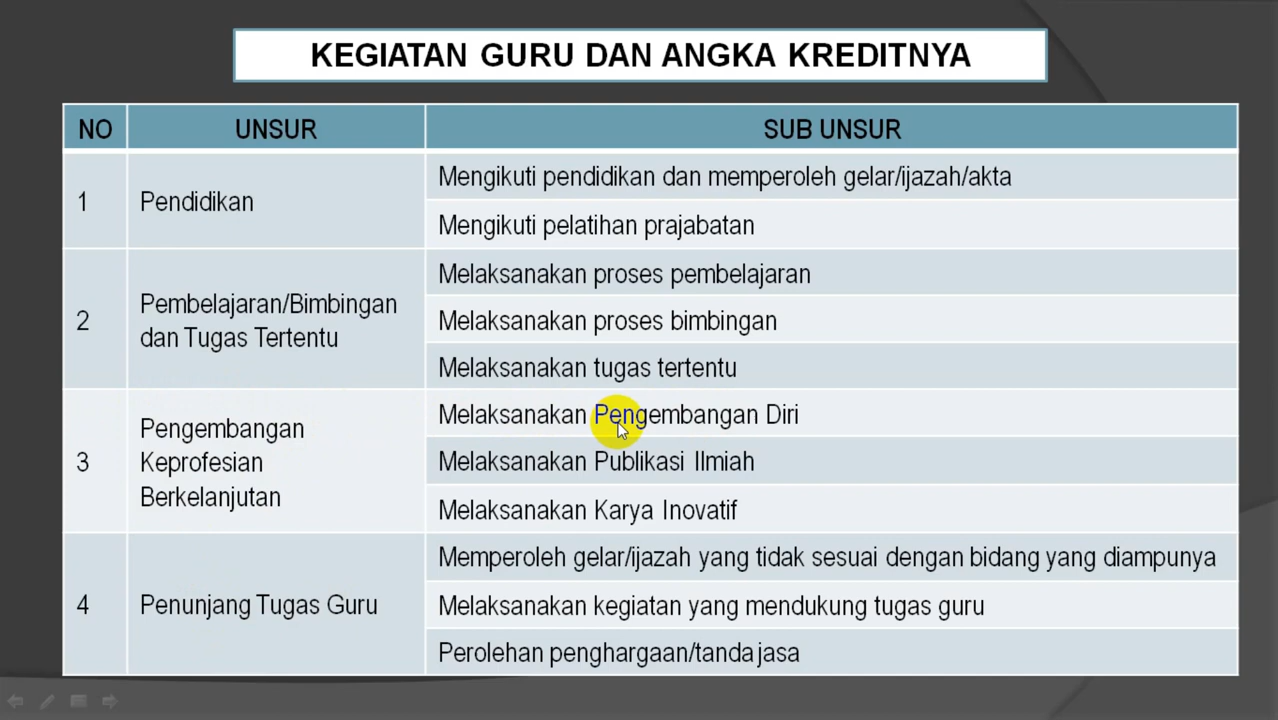 KEGIATAN GURU DAN ANGKA KREDITNYA
NO UNSUR SUB UNSUR
1 Pendidikan
Mengikuti pendidikan dan memperoleh gelar/ijazah/akta
Mengikuti pelatihan prajabatan
2 Pembelajaran/Bimbingan
dan Tugas Tertentu
Melaksanakan proses pembelajaran
Melaksanakan proses bimbingan
Melaksanakan tugas tertentu
3 Pengembangan
Keprofesian
Berkelanjutan
Melaksanakan Pengembangan Diri
Melaksanakan Publikasi Ilmiah
Melaksanakan Karya Inovatif
4 Penunjang Tugas Guru
Memperoleh gelar/ijazah yang tidak sesuai dengan bidang yang diampunya
Melaksanakan kegiatan yang mendukung tugas guru
Perolehan penghargaan/tanda jasa